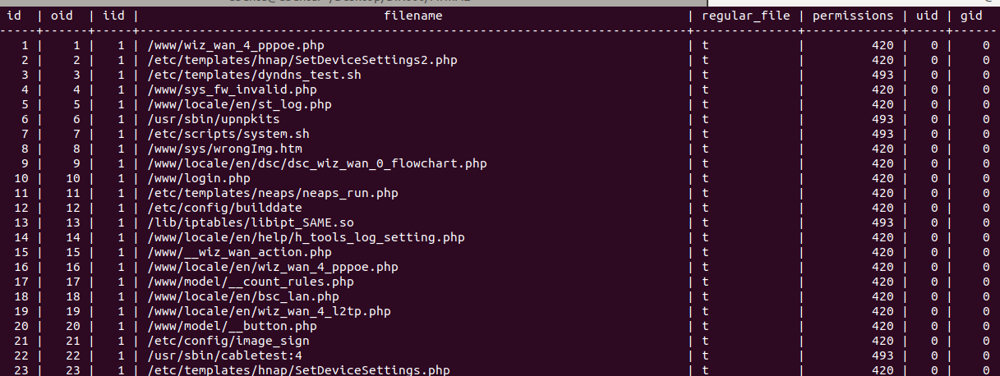 id | oid | iid | filename | regular_file | permissions | uid | gid
-----+------+-----+--------------------------------------------------------------------------+--------------+-------------+-----+------
1 | 1 | 1 | /www/wiz_wan_4_pppoe.php | t | 420 | 0 | 0
2 | 2 | 1 | /etc/templates/hnap/SetDeviceSettings2.php | t | 420 | 0 | 0
3 | 3 | 1 | /etc/templates/dyndns_test.sh | t | 493 | 0 | 0
4 | 4 | 1 | /www/sys_fw_invalid.php | t | 420 | 0 | 0
5 | 5 | 1 | /www/locale/en/st_log.php | t | 420 | 0 | 0
6 | 6 | 1 | /usr/sbin/upnpkits | t | 493 | 0 | 0
7 | 7 | 1 | /etc/scripts/system.sh | t | 493 | 0 | 0
8 | 8 | 1 | /www/sys/wrongImg.htm | t | 420 | 0 | 0
9 | 9 | 1 | /www/locale/en/dsc/dsc_wiz_wan_0_flowchart.php | t | 420 | 0 | 0
10 | 10 | 1 | /www/login.php | t | 420 | 0 | 0
11 | 11 | 1 | /etc/templates/neaps/neaps_run.php | t | 420 | 0 | 0
12 | 12 | 1 | /etc/config/builddate | t | 420 | 0 | 0
13 | 13 | 1 | /lib/iptables/libipt_SAME.so | t | 493 | 0 | 0
14 | 14 | 1 | /www/locale/en/help/h_tools_log_setting.php | t | 420 | 0 | 0
15 | 15 | 1 | /www/__wiz_wan_action.php | t | 420 | 0 | 0
16 | 16 | 1 | /www/locale/en/wiz_wan_4_pppoe.php | t | 420 | 0 | 0
17 | 17 | 1 | /www/model/__count_rules.php | t | 420 | 0 | 0
18 | 18 | 1 | /www/locale/en/bsc_lan.php | t | 420 | 0 | 0
19 | 19 | 1 | /www/locale/en/wiz_wan_4_l2tp.php | t | 420 | 0 | 0
20 | 20 | 1 | /www/model/__button.php | t | 420 | 0 | 0
21 | 21 | 1 | /etc/config/image_sign | t | 420 | 0 | 0
22 | 22 | 1 | /usr/sbin/cabletest:4 | t | 493 | 0 | 0
23 | 23 | 1 | /etc/templates/hnap/SetDeviceSettings.php | t | 420 | 0 | 0